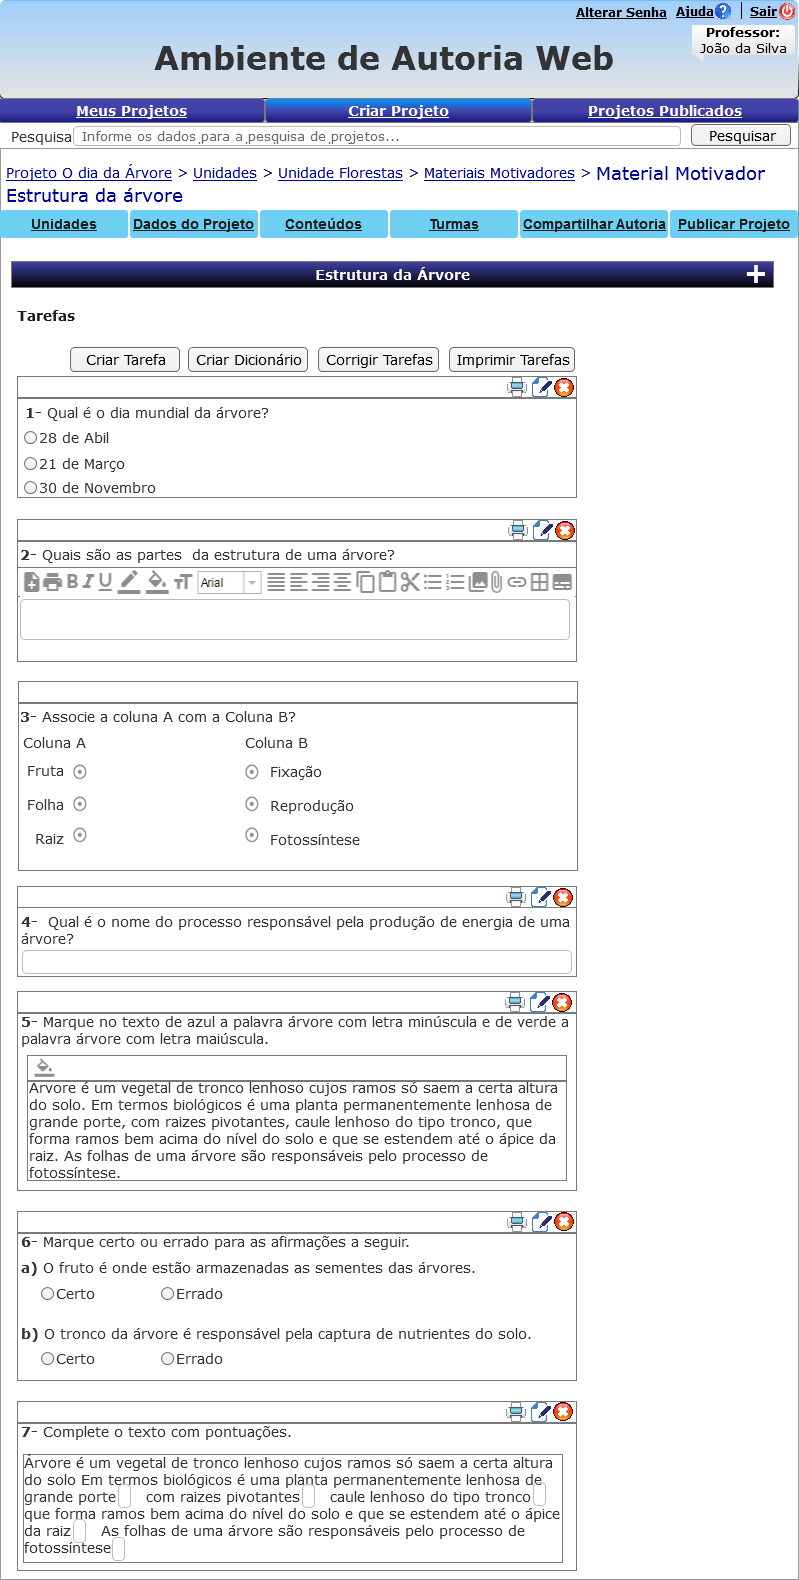 Alterar Senha Ajuda Sair
Professor:
João da Silva
Ambiente de Autoria Web
Meus Projetos Criar Projeto Projetos Publicados
Pesquisa Informe os dados para a pesquisa de projetos... Pesquisar
Projeto O dia da Árvore > Unidades > Unidade Florestas > Materiais Motivadores > Material Motivador
Estrutura da árvore
Unidades Dados do Projeto Conteúdos Turmas Compartilhar Autoria Publicar Projeto
Estrutura da Árvore
Tarefas
Criar Tarefa Criar Dicionário Corrigir Tarefas Imprimir Tarefas
1- Qual é o dia mundial da árvore?
28 de Abil
21 de Março
30 de Novembro
2- Quais são as partes da estrutura de uma árvore?
B I U Arial
3- Associe a coluna A com a Coluna B?
Coluna A Coluna B
Fruta Fixação
Folha Reprodução
Raiz Fotossíntese
4- Qual é o nome do processo responsável pela produção de energia de uma
árvore?
5- Marque no texto de azul a palavra árvore com letra minúscula e de verde a
palavra árvore com letra maiúscula.
Árvore é um vegetal de tronco lenhoso cujos ramos só saem a certa altura
do solo. Em termos biológicos é uma planta permanentemente lenhosa de
grande porte, com raizes pivotantes, caule lenhoso do tipo tronco, que
forma ramos bem acima do nível do solo e que se estendem até o ápice da
raiz. As folhas de uma árvore são responsáveis pelo processo de
fotossíntese.
6- Marque certo ou errado para as afirmações a seguir.
a) O fruto é onde estão armazenadas as sementes das árvores.
Certo Errado
b) O tronco da árvore é responsável pela captura de nutrientes do solo.
Certo Errado
7- Complete o texto com pontuações.
Árvore é um vegetal de tronco lenhoso cujos ramos só saem a certa altura
do solo Em termos biológicos é uma planta permanentemente lenhosa de
grande porte com raizes pivotantes caule lenhoso do tipo tronco
que forma ramos bem acima do nível do solo e que se estendem até o ápice
da raiz As folhas de uma árvore são responsáveis pelo processo de
fotossíntese